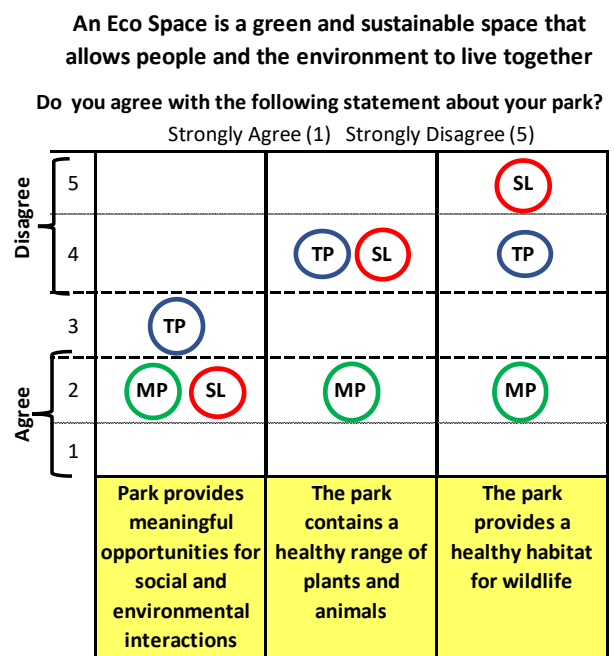 An Eco Space is a green and sustainable space that
allows people and the environment to live together
Do you agree with the following statement about your park?
Strongly Agree (1) Strongly Disagree (5)
Disagree
5
SL
4
TP SL
TP
3
TP
Agree
2
MP SL
MP
MP
1
Park provides
meaningful
opportunities for
social and
environmental
interactions
The park
contains a
healthy range of
plants and
animals
The park
provides a
healthy habitat
for wildlife